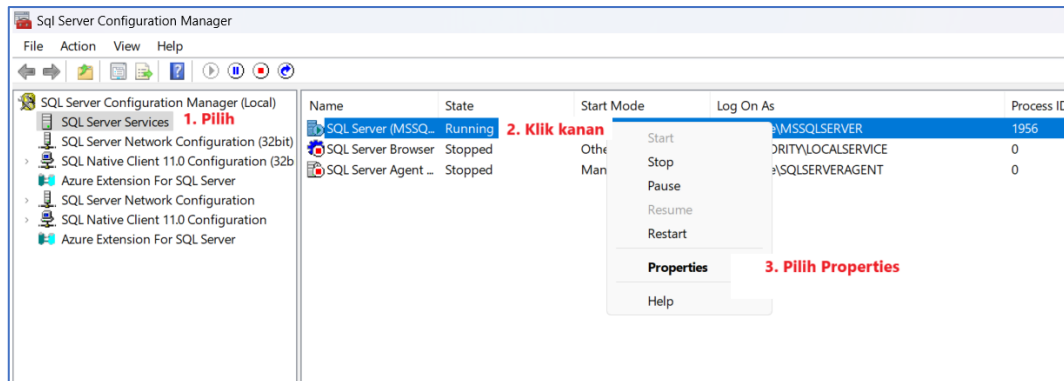 Sql Server Configuration Manager
File Action View Help
SQL Server Configuration Manager (Local)
SQL Server Services 1. Pilih
SQL Server Network Configuration (32bit)
SQL Native Client 11.0 Configuration (32b
Azure Extension For SQL Server
SQL Server Network Configuration
SQL Native Client 11.0 Configuration
Azure Extension For SQL Server
Name State Start Mode Log On As Process ID
SQL Server (MSSQ... Running 2. Klik kanan e\MSSQLSERVER 1956
SQL Server Browser Stopped Othe ORITY\LOCALSERVICE 0
SQL Server Agent ... Stopped Man e\SQLSERVERAGENT 0
Start
Stop
Pause
Resume
Restart
Properties 3. Pilih Properties
Help